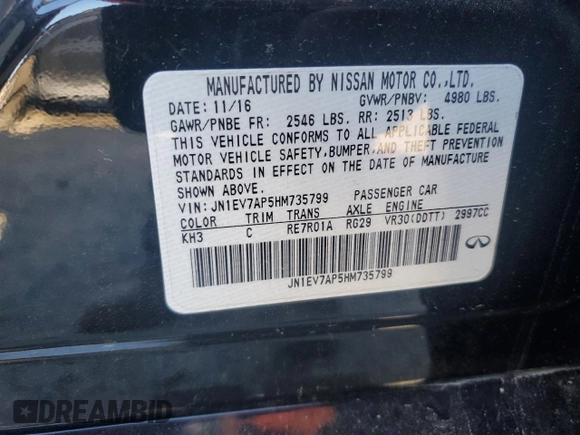 MANUFACTURED BY NISSAN MOTOR CO.,LTD.
DATE: 11/16 GVWR/PNBV: 4980 LBS.
GAWR/PNBE FR: 2546 LBS. RR: 2513 LBS.
THIS VEHICLE CONFORMS TO ALL APPLICABLE FEDERAL
MOTOR VEHICLE SAFETY, BUMPER, AND THEFT PREVENTION
STANDARDS IN EFFECT ON THE DATE OF MANUFACTURE
SHOWN ABOVE.
VIN: JN1EV7AP5HM735799 PASSENGER CAR
COLOR TRIM TRANS AXLE ENGINE
KH3 C RE7R01A RG29 VR30(DDTT) 2997CC
JN1EV7AP5HM735799
DREAMBID